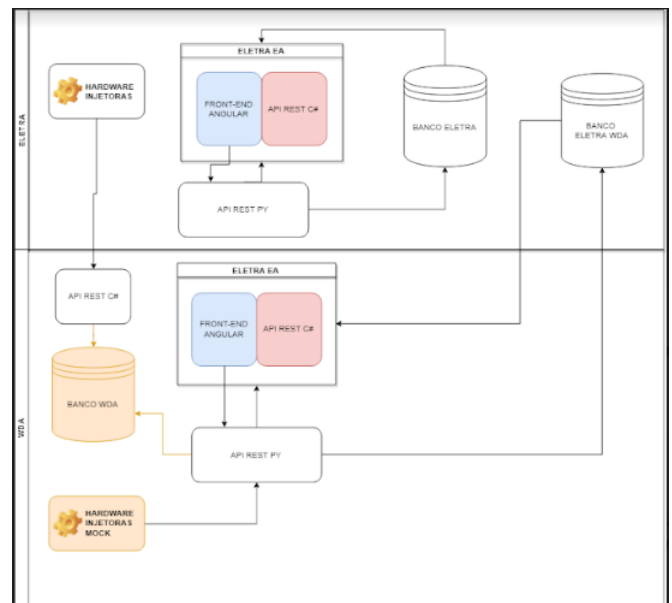 ELETRA
HARDWARE
INJETORAS
ELETRA EA
FRONT-END
ANGULAR
API REST C#
BANCO ELETRA
BANCO
ELETRA WDA
API REST PY
WDA
API REST C#
ELETRA EA
FRONT-END
ANGULAR
API REST C#
BANCO WDA
API REST PY
HARDWARE
INJETORAS
MOCK